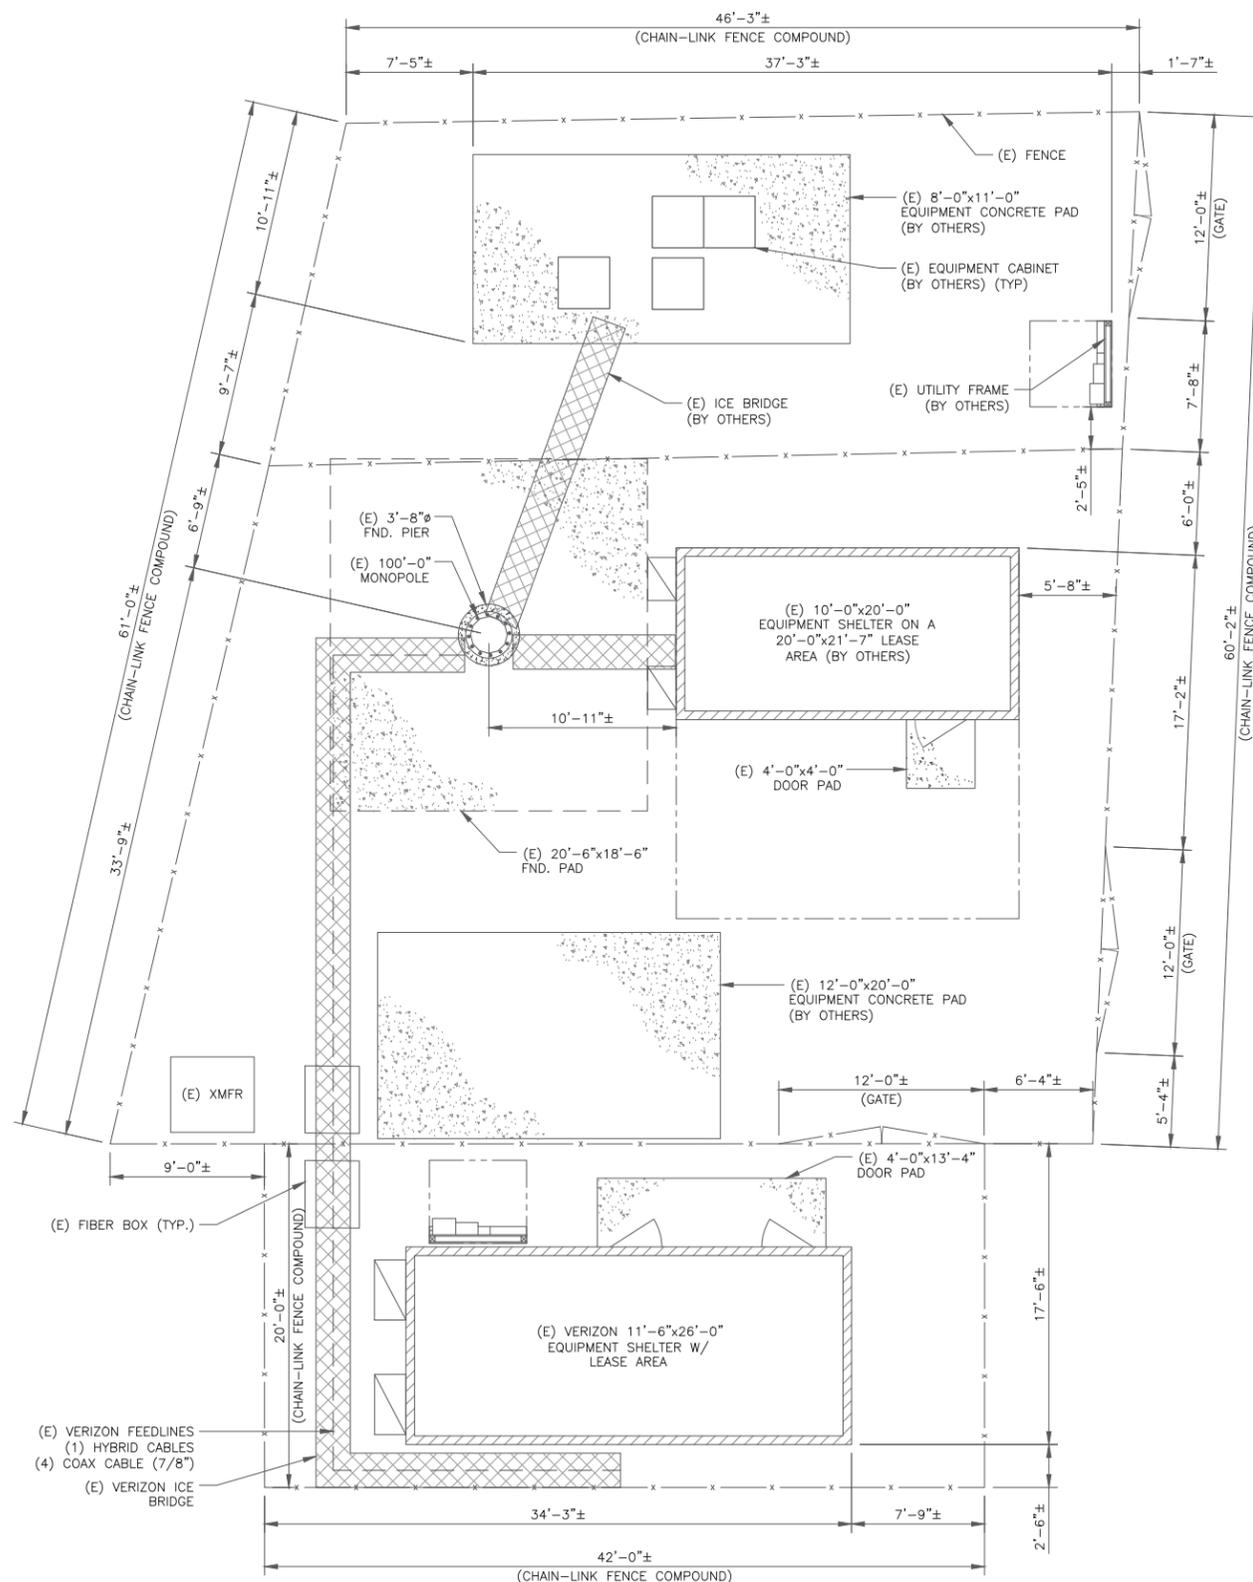 46'-3"±
(CHAIN-LINK FENCE COMPOUND)
7'-5"±
37'-3"±
1'-7"±
(E) FENCE
10'-11"±
12'-0"±
(GATE)
(E) 8'-0"x11'-0"
EQUIPMENT CONCRETE PAD
(BY OTHERS)
(E) EQUIPMENT CABINET
(BY OTHERS) (TYP)
9'-7"±
(E) ICE BRIDGE
(BY OTHERS)
(E) UTILITY FRAME
(BY OTHERS)
7'-8"±
2'-5"±
6'-0"±
6'-9"±
(E) 3'-8"ø
FND. PIER
(E) 100'-0"
MONOPOLE
61'-0"±
(CHAIN-LINK FENCE COMPOUND)
(E) 10'-0"x20'-0"
EQUIPMENT SHELTER ON A
20'-0"x21'-7" LEASE
AREA (BY OTHERS)
5'-8"±
60'-2"±
(CHAIN-LINK FENCE COMPOUND)
17'-2"±
10'-11"±
(E) 4'-0"x4'-0"
DOOR PAD
33'-9"±
(E) 20'-6"x18'-6"
FND. PAD
12'-0"±
(GATE)
(E) 12'-0"x20'-0"
EQUIPMENT CONCRETE PAD
(BY OTHERS)
(E) XMFR
12'-0"±
(GATE)
6'-4"±
5'-4"±
9'-0"±
(E) 4'-0"x13'-4"
DOOR PAD
(E) FIBER BOX (TYP.)
20'-0"±
(CHAIN-LINK FENCE COMPOUND)
17'-6"±
(E) VERIZON 11'-6"x26'-0"
EQUIPMENT SHELTER W/
LEASE AREA
(E) VERIZON FEEDLINES
(1) HYBRID CABLES
(4) COAX CABLE (7/8")
(E) VERIZON ICE
BRIDGE
34'-3"±
7'-9"±
2'-6"±
42'-0"±
(CHAIN-LINK FENCE COMPOUND)